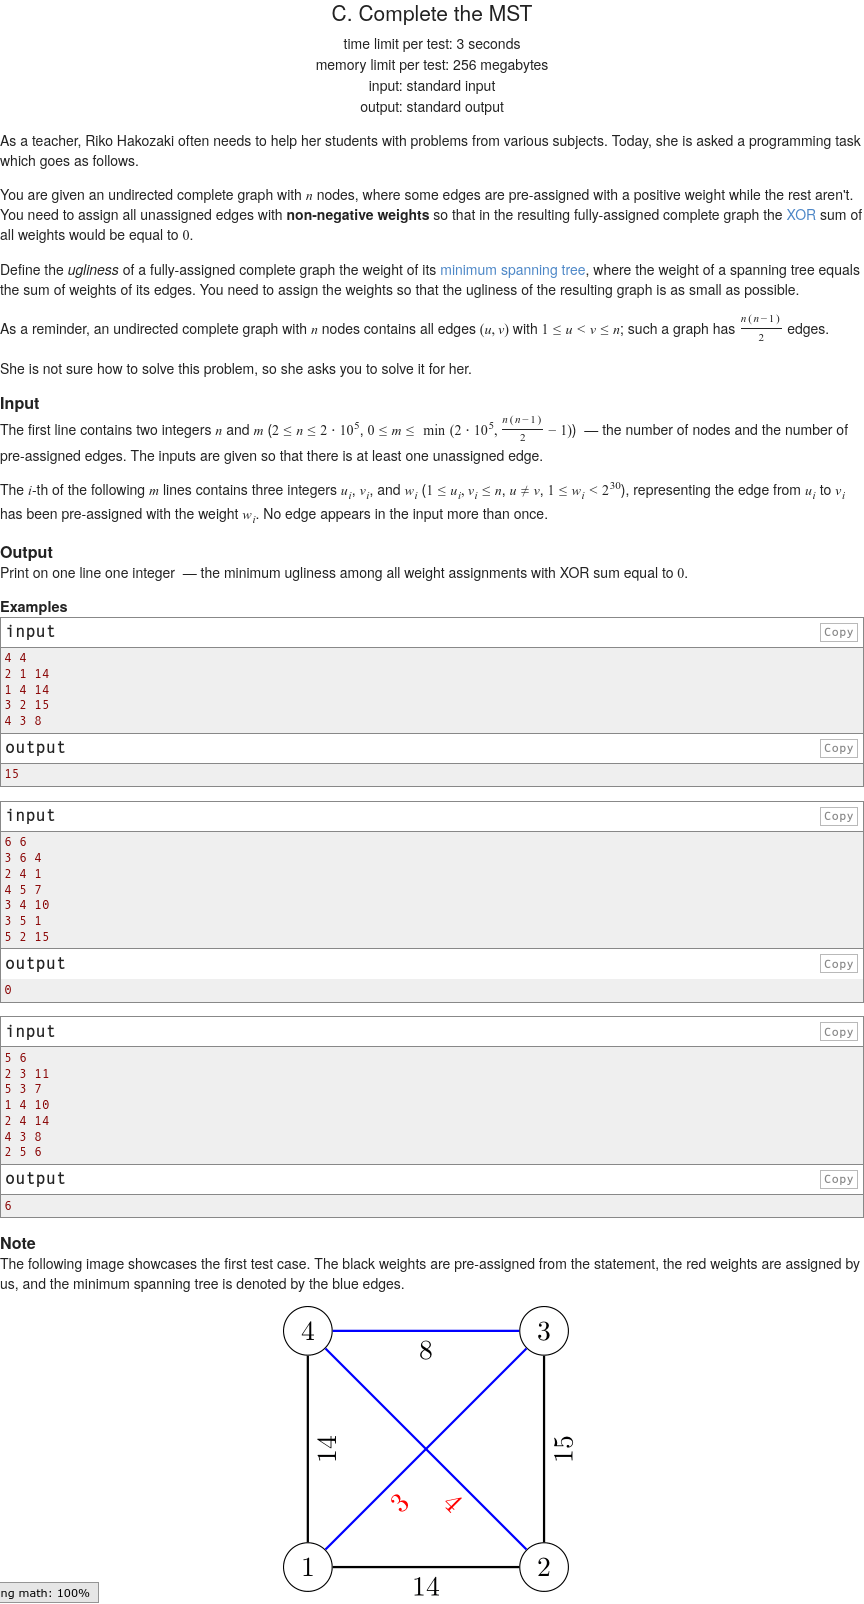 C. Complete the MST
time limit per test: 3 seconds
memory limit per test: 256 megabytes
input: standard input
output: standard output
As a teacher, Riko Hakozaki often needs to help her students with problems from various subjects. Today, she is asked a programming task
which goes as follows.
You are given an undirected complete graph with n nodes, where some edges are pre-assigned with a positive weight while the rest aren't.
You need to assign all unassigned edges with non-negative weights so that in the resulting fully-assigned complete graph the XOR sum of
all weights would be equal to 0.
Define the ugliness of a fully-assigned complete graph the weight of its minimum spanning tree, where the weight of a spanning tree equals
the sum of weights of its edges. You need to assign the weights so that the ugliness of the resulting graph is as small as possible.
As a reminder, an undirected complete graph with n nodes contains all edges (u, v) with 1 ≤ u < v ≤ n; such a graph has n(n−1)/2 edges.
She is not sure how to solve this problem, so she asks you to solve it for her.
Input
The first line contains two integers n and m (2 ≤ n ≤ 2 · 10^5, 0 ≤ m ≤ min (2 · 10^5, n(n−1)/2 − 1)) — the number of nodes and the number of
pre-assigned edges. The inputs are given so that there is at least one unassigned edge.
The i-th of the following m lines contains three integers u_i, v_i, and w_i (1 ≤ u_i, v_i ≤ n, u ≠ v, 1 ≤ w_i < 2^30), representing the edge from u_i to v_i
has been pre-assigned with the weight w_i. No edge appears in the input more than once.
Output
Print on one line one integer — the minimum ugliness among all weight assignments with XOR sum equal to 0.
Examples
input Copy
4 4
2 1 14
1 4 14
3 2 15
4 3 8
output Copy
15
input Copy
6 6
3 6 4
2 4 1
4 5 7
3 4 10
3 5 1
5 2 15
output Copy
0
input Copy
5 6
2 3 11
5 3 7
1 4 10
2 4 14
4 3 8
2 5 6
output Copy
6
Note
The following image showcases the first test case. The black weights are pre-assigned from the statement, the red weights are assigned by
us, and the minimum spanning tree is denoted by the blue edges.
4 3
8
14 15
3 4
1 2
14
ng math: 100%